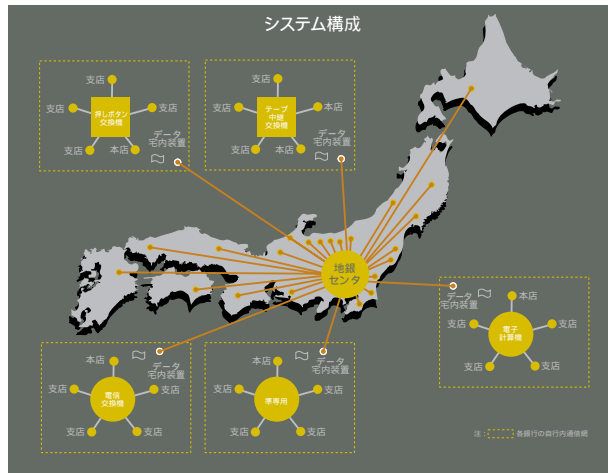 システム構成
支店
支店
押しボタン
交換機
支店
支店
本店
データ
宅内装置
支店
支店
テープ
中継
交換機
本店
支店
支店
データ
宅内装置
地銀
センタ
データ
宅内装置
本店
支店
電子
計算機
支店
支店
支店
本店
データ
宅内装置
支店
電信
交換機
支店
支店
支店
本店
データ
宅内装置
支店
準専用
支店
支店
支店
注:
各銀行の自行内通信網